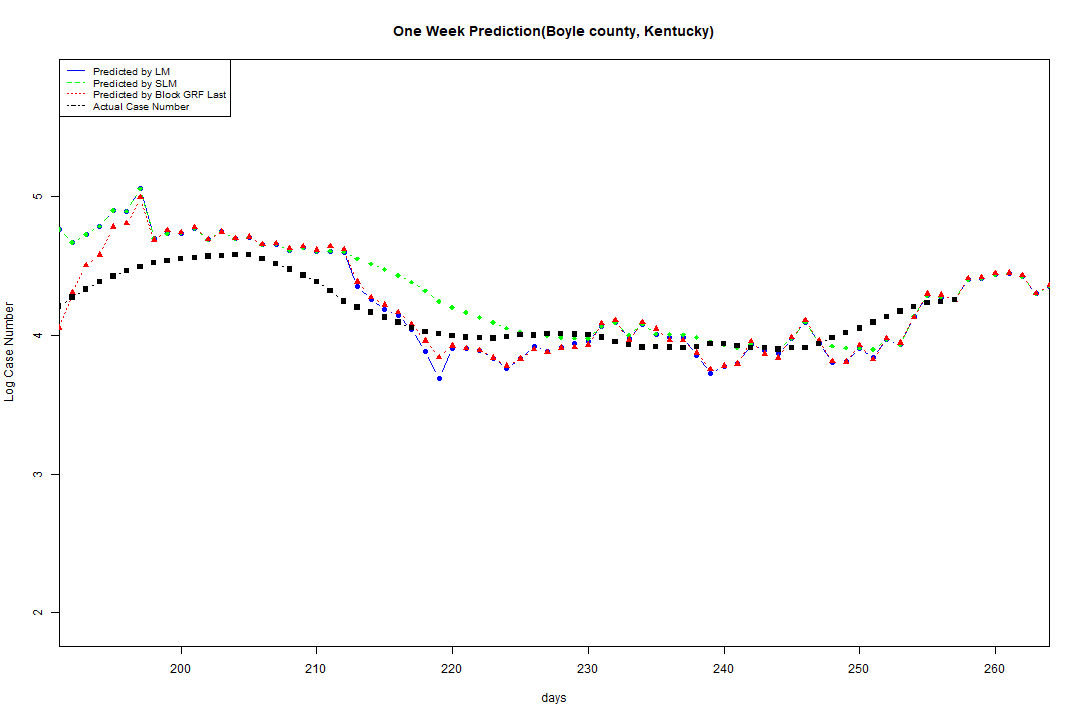 One Week Prediction(Boyle county, Kentucky)
Predicted by LM
Predicted by SLM
Predicted by Block GRF Last
Actual Case Number
Log Case Number
5
4
3
2
200 210 220 230 240 250 260
days